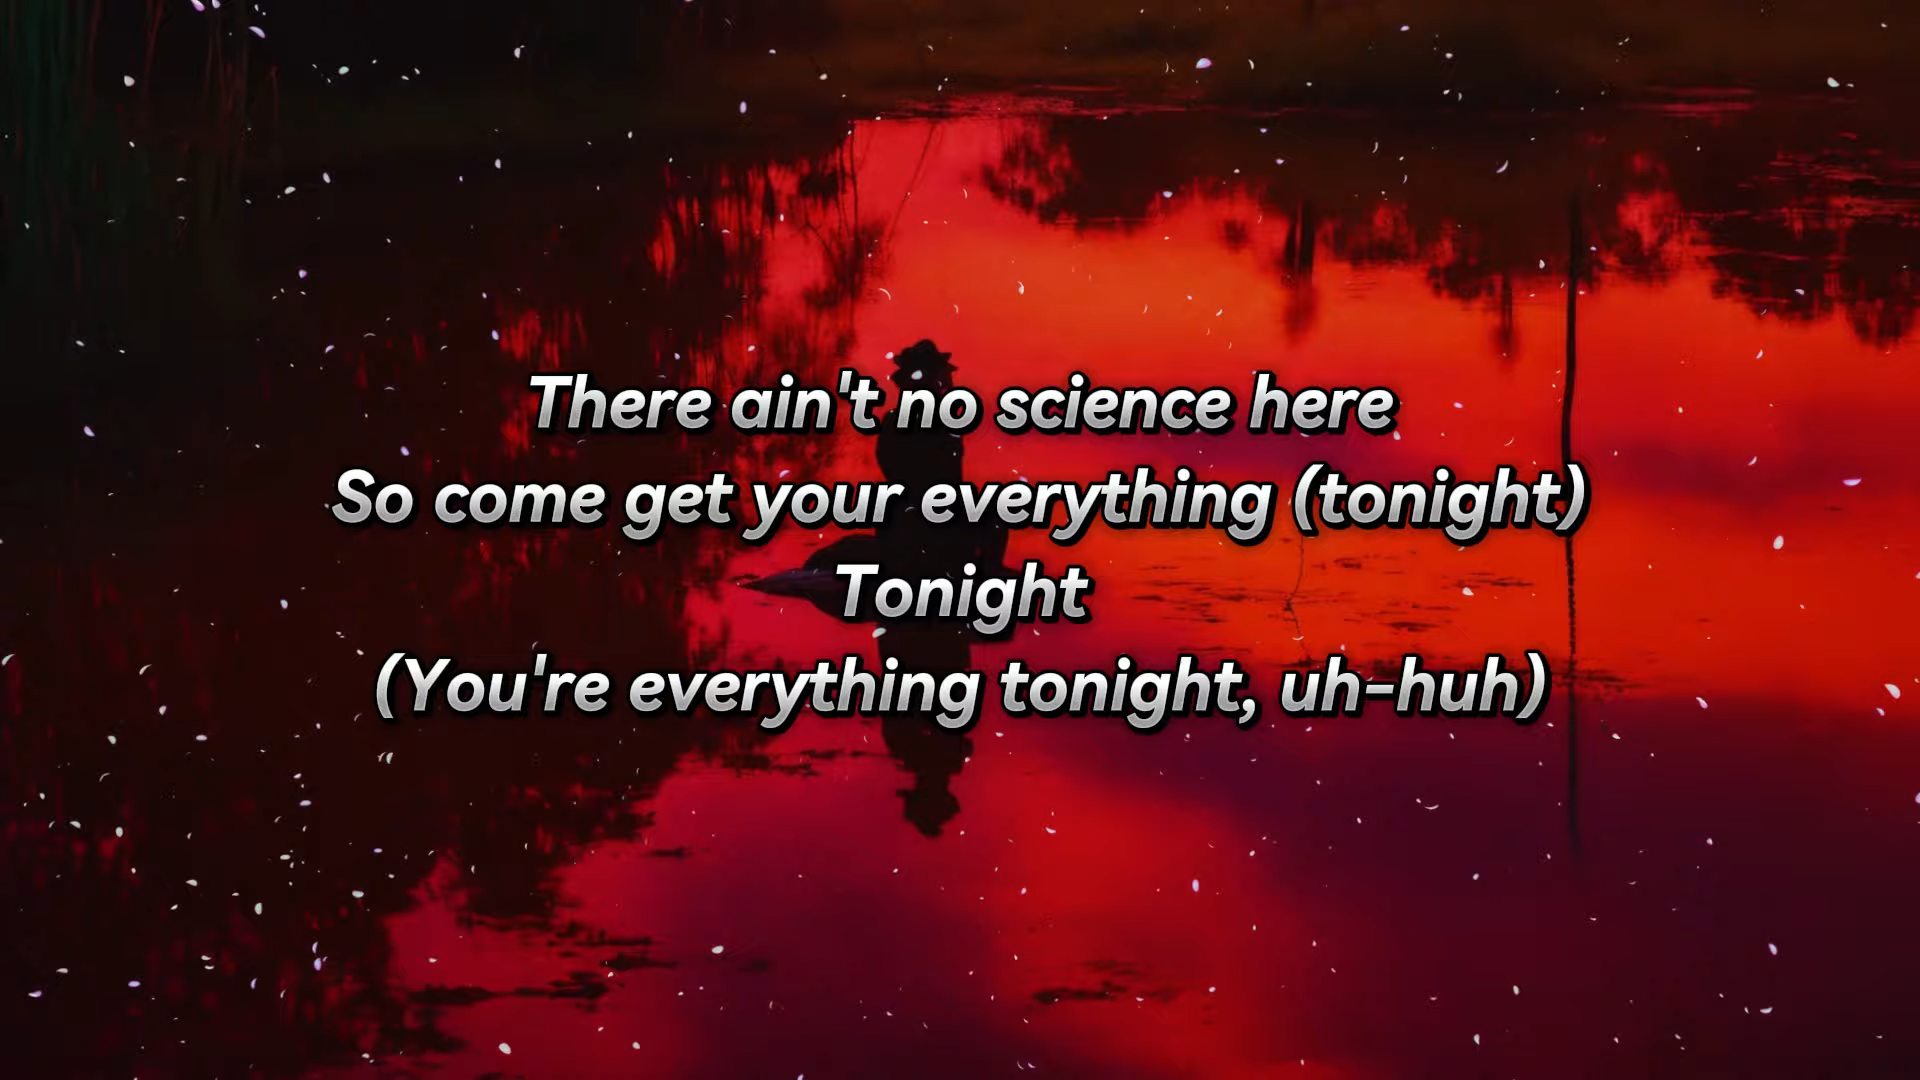 There ain't no science here
So come get your everything (tonight)
Tonight
(You're everything tonight, uh-huh)